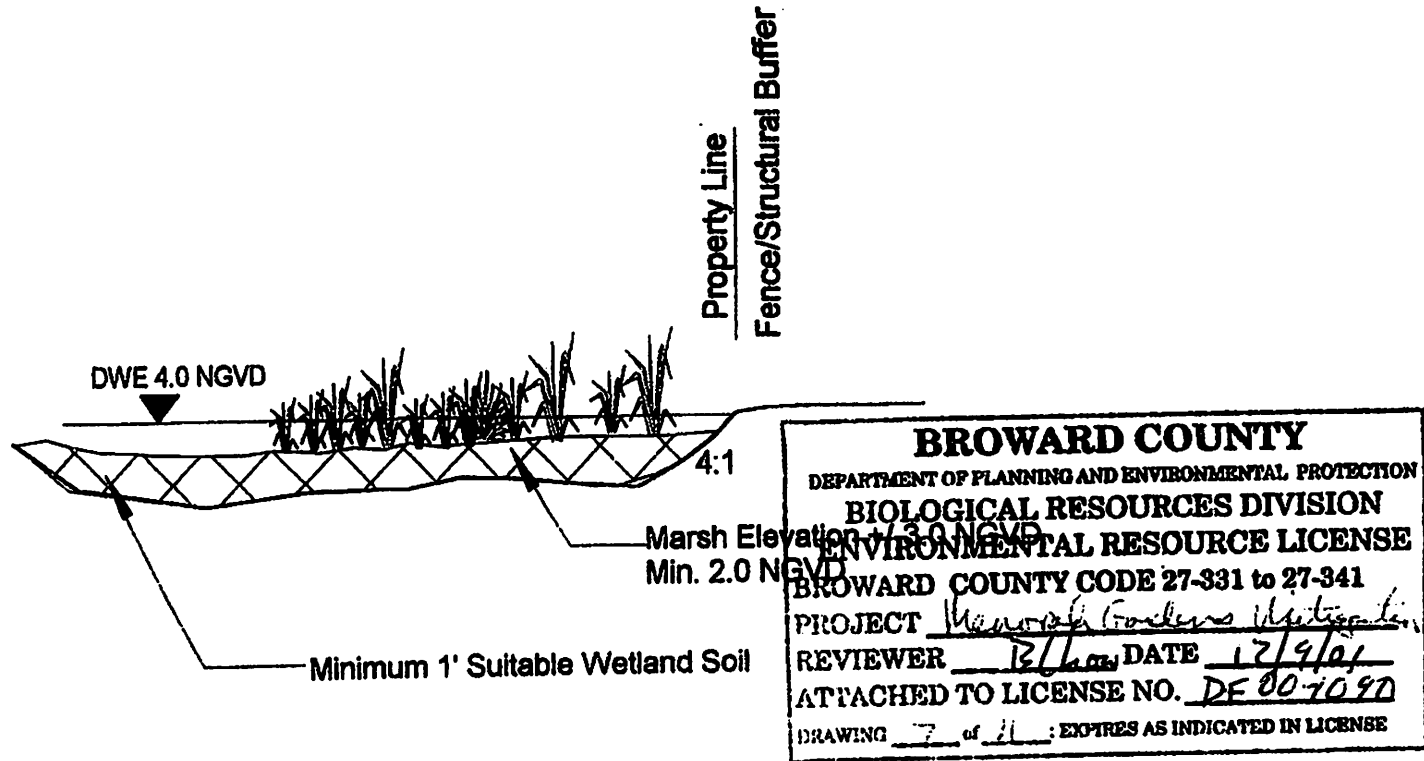 Property Line
Fence/Structural Buffer
DWE 4.0 NGVD
4:1
Marsh Elevation +/-3.0 NGVD
Min. 2.0 NGVD
Minimum 1' Suitable Wetland Soil
BROWARD COUNTY
DEPARTMENT OF PLANNING AND ENVIRONMENTAL PROTECTION
BIOLOGICAL RESOURCES DIVISION
ENVIRONMENTAL RESOURCE LICENSE
BROWARD COUNTY CODE 27-331 to 27-341
PROJECT Gardens
REVIEWER DATE
ATTACHED TO LICENSE NO.
DRAWING 7 of : EXPIRES AS INDICATED IN LICENSE